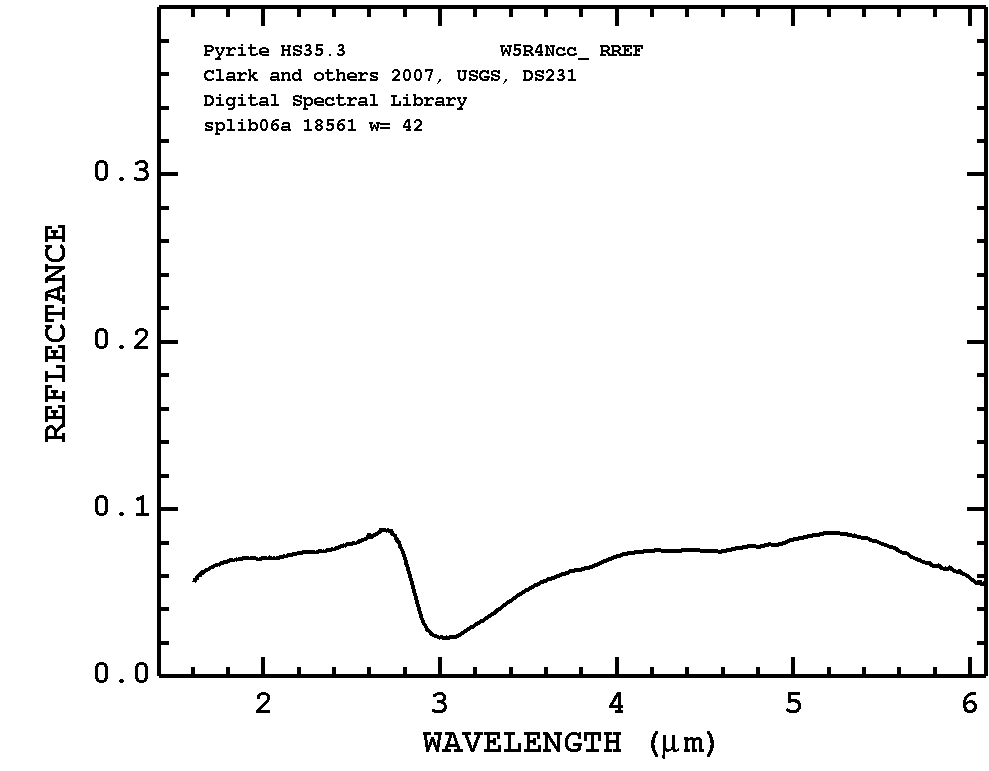 Pyrite HS35.3 W5R4Ncc_ RREF
Clark and others 2007, USGS, DS231
Digital Spectral Library
splib06a 18561 w= 42
0.3
0.2
0.1
0.0
REFLECTANCE
2 3 4 5 6
WAVELENGTH (μm)